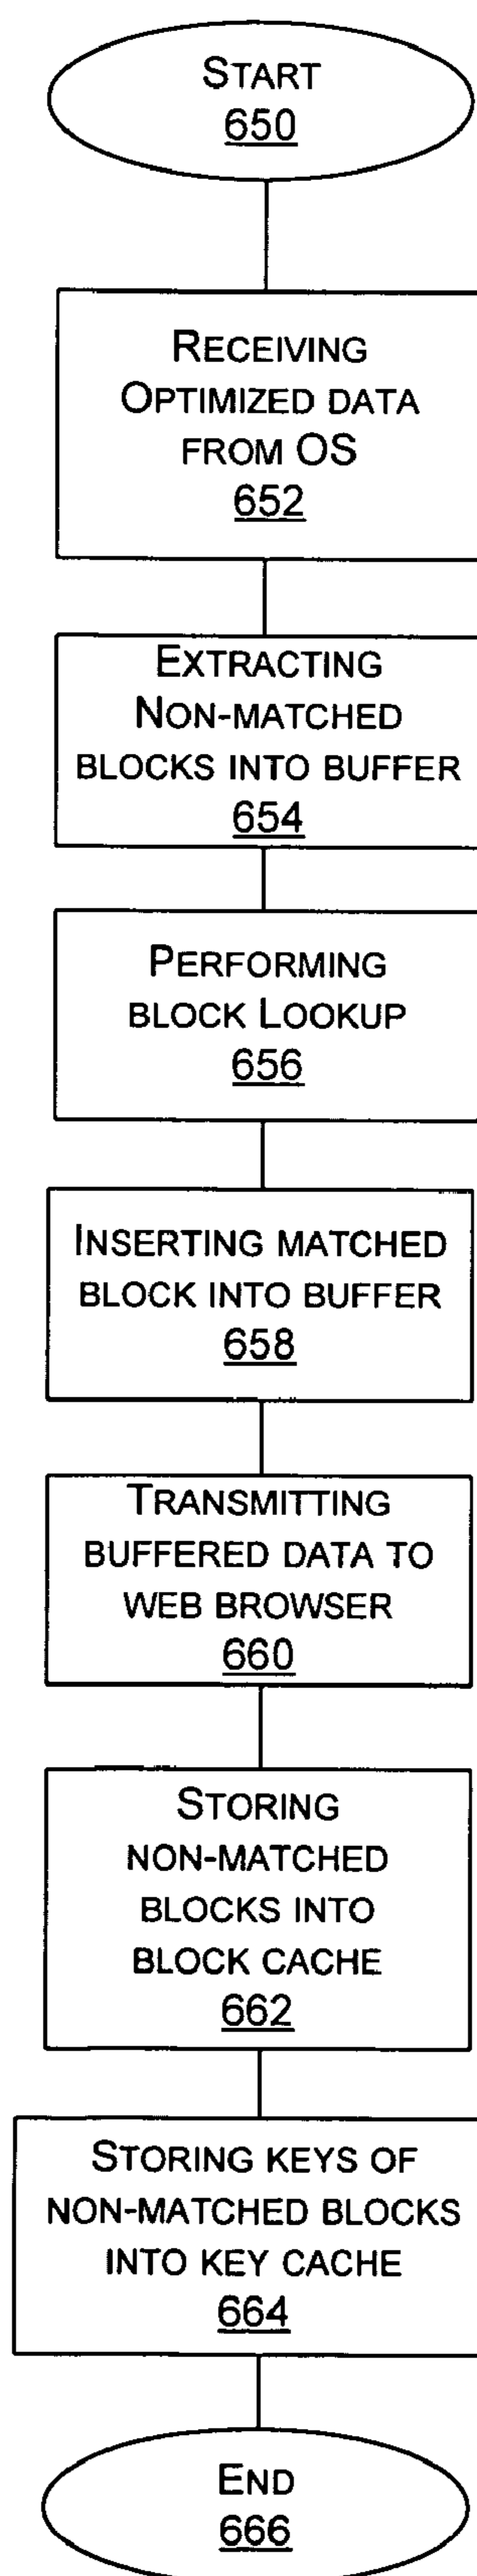 START
650
RECEIVING
OPTIMIZED DATA
FROM OS
652
EXTRACTING
NON-MATCHED
BLOCKS INTO BUFFER
654
PERFORMING
BLOCK LOOKUP
656
INSERTING MATCHED
BLOCK INTO BUFFER
658
TRANSMITTING
BUFFERED DATA TO
WEB BROWSER
660
STORING
NON-MATCHED
BLOCKS INTO
BLOCK CACHE
662
STORING KEYS OF
NON-MATCHED BLOCKS
INTO KEY CACHE
664
END
666